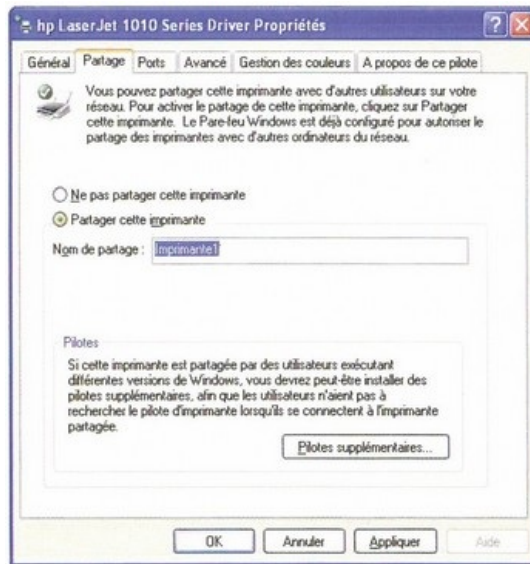 hp LaserJet 1010 Series Driver Propriétés
Général Partage Ports Avancé Gestion des couleurs A propos de ce pilote
Vous pouvez partager cette imprimante avec d'autres utilisateurs sur votre
réseau. Pour activer le partage de cette imprimante, cliquez sur Partager
cette imprimante. Le Pare-feu Windows est déjà configuré pour autoriser le
partage des imprimantes avec d'autres ordinateurs du réseau.
Ne pas partager cette imprimante
Partager cette imprimante
Nom de partage : Imprimante1
Pilotes
Si cette imprimante est partagée par des utilisateurs exécutant
différentes versions de Windows, vous devrez peut-être installer des
pilotes supplémentaires, afin que les utilisateurs n'aient pas à
rechercher le pilote d'imprimante lorsqu'ils se connectent à l'imprimante
partagée.
Pilotes supplémentaires...
OK Annuler Appliquer Aide